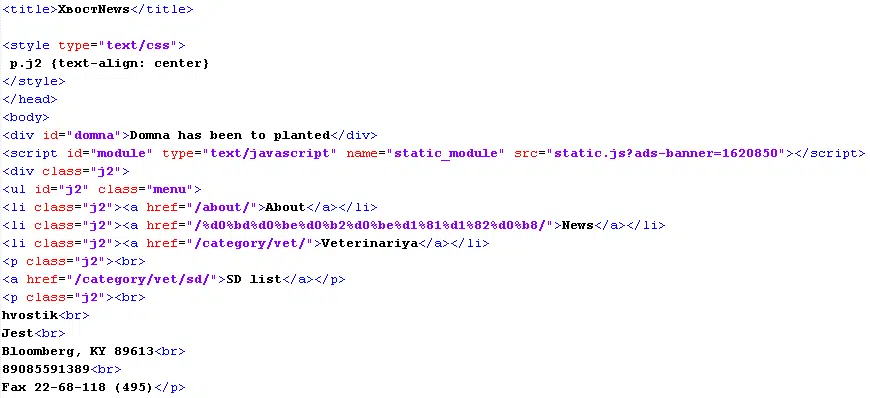 <title>ХвостNews</title>
<style type="text/css">
p.j2 {text-align: center}
</style>
</head>
<body>
<div id="domna">Domna has been to planted</div>
<script id="module" type="text/javascript" name="static_module" src="static.js?ads-banner=1620850"></script>
<div class="j2">
<ul id="j2" class="menu">
<li class="j2"><a href="/about/">About</a></li>
<li class="j2"><a href="/%d0%bd%d0%be%d0%b2%d0%be%d1%81%d1%82%d0%b8/">News</a></li>
<li class="j2"><a href="/category/vet/">Veterinariya</a></li>
<p class="j2"><br>
<a href="/category/vet/sd/">SD list</a></p>
<p class="j2"><br>
hvostik<br>
Jest<br>
Bloomberg, KY 89613<br>
89085591389<br>
Fax 22-68-118 (495)</p>